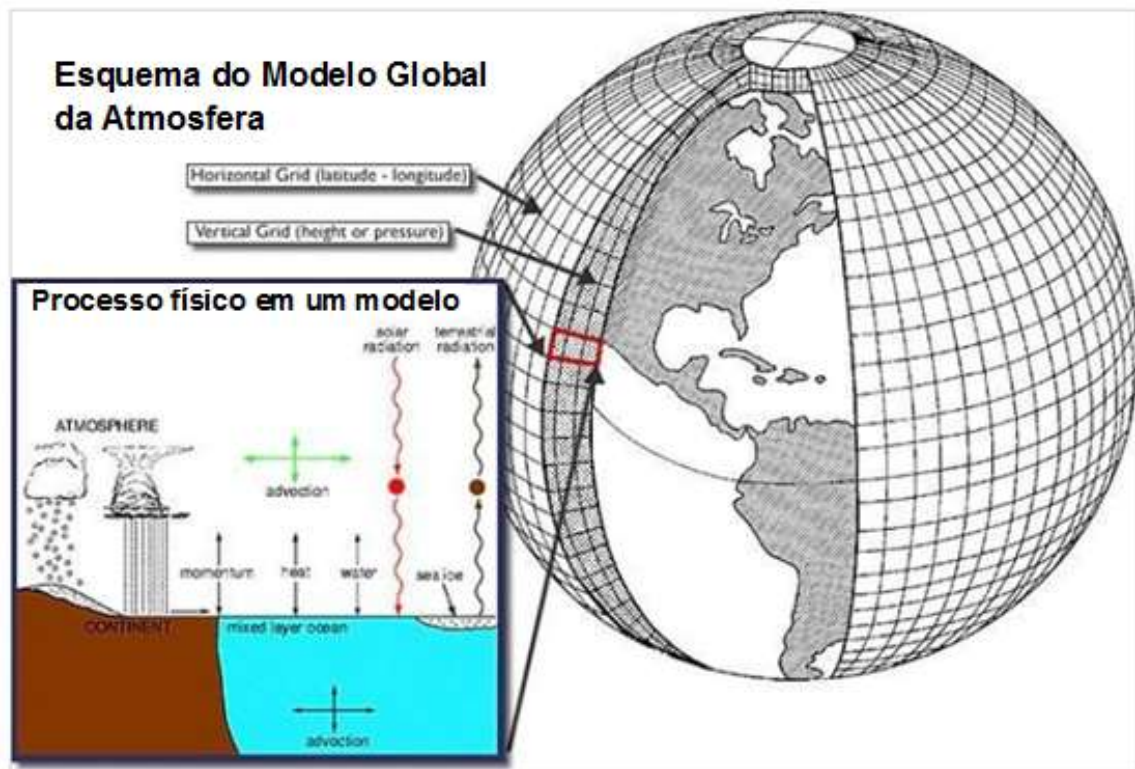 Esquema do Modelo Global
da Atmosfera
Horizontal Grid (latitude - longitude)
Vertical Grid (height or pressure)
Processo físico em um modelo
solar
radiation
terrestrial
radiation
ATMOSPHERE
advection
momentum
heat
water
sea ice
CONTINENT
mixed layer ocean
advection